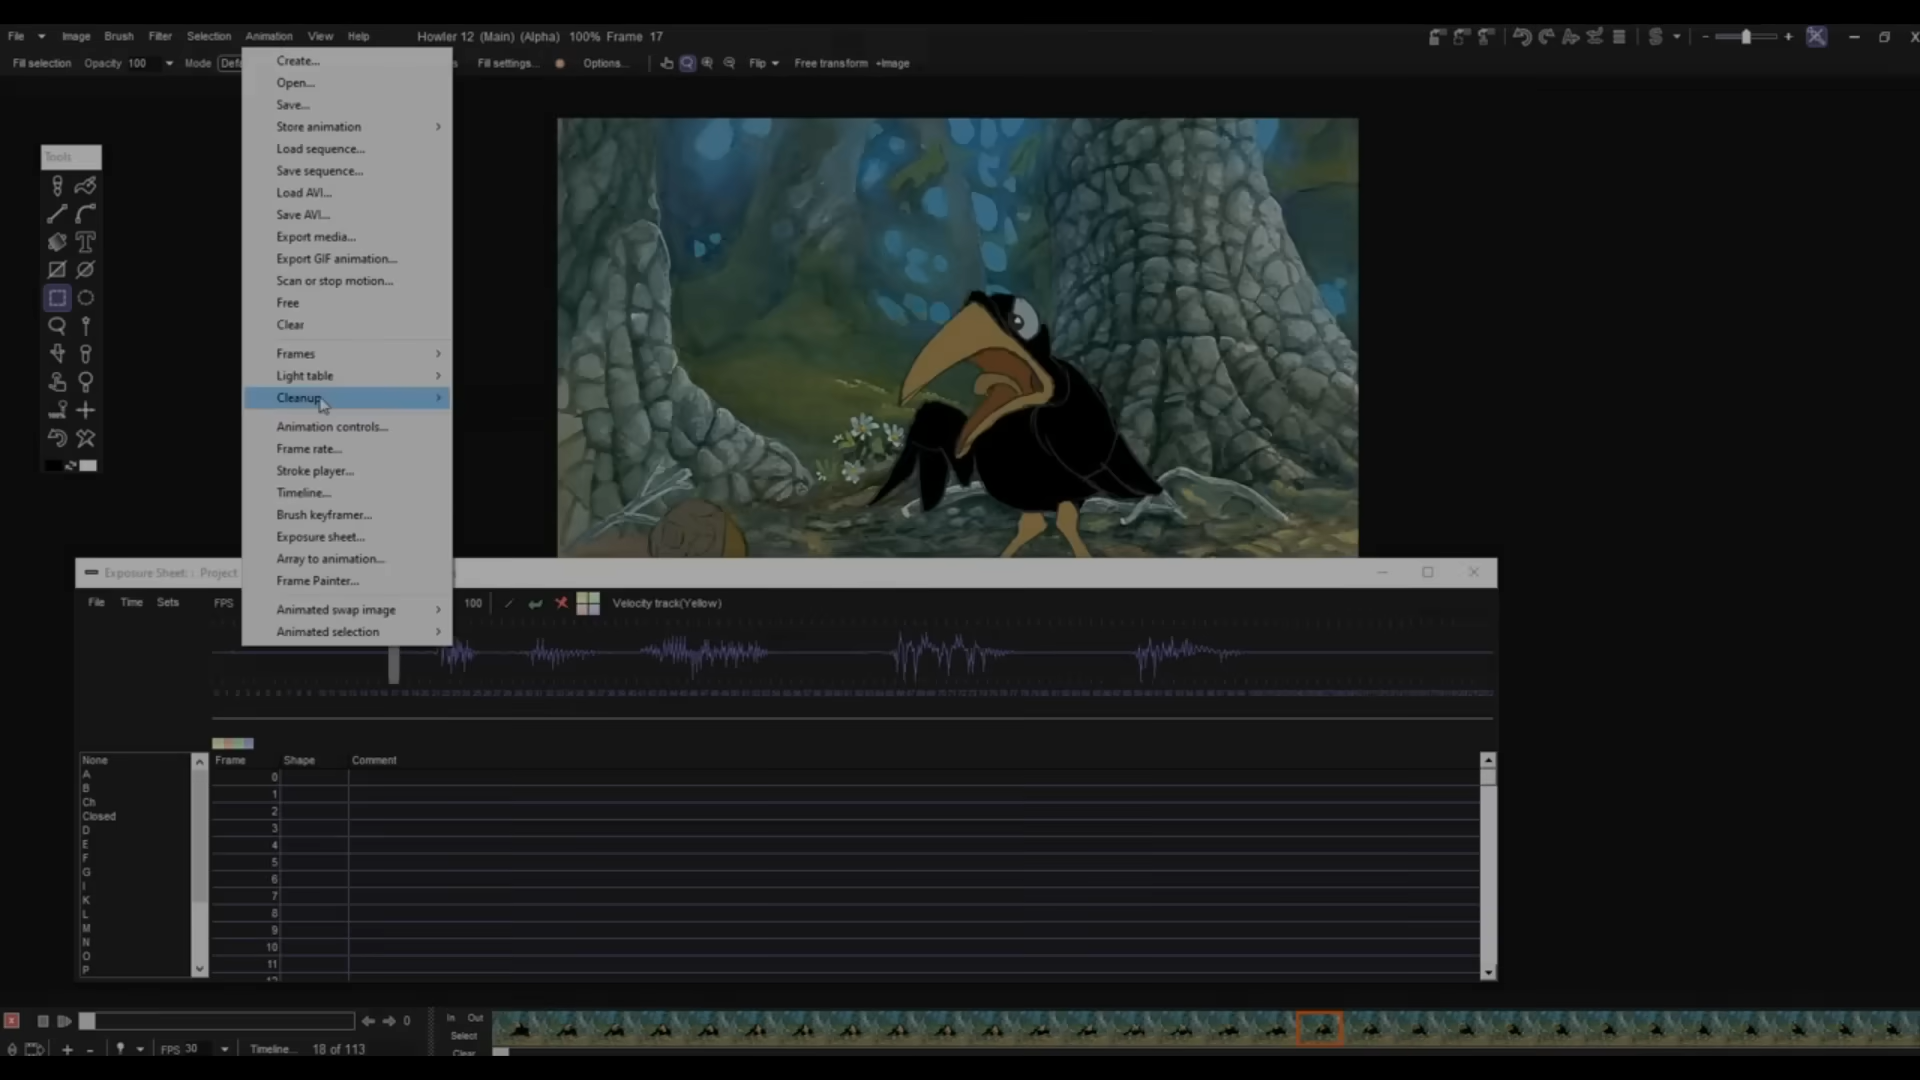 File Image Brush Filter Selection Animation View Help Howler 12 (Main) (Alpha) 100% Frame 17
Fill selection Opacity 100 Mode Fill settings... Options... Flip Free transform +Image
Tools
Create...
Open...
Save...
Store animation
Load sequence...
Save sequence...
Load AVI...
Save AVI...
Export media...
Export GIF animation...
Scan or stop motion...
Free
Clear
Frames
Light table
Cleanup
Animation controls...
Frame rate...
Stroke player...
Timeline...
Brush keyframer...
Exposure sheet...
Array to animation...
Frame Painter...
Animated swap image
Animated selection
Exposure Sheet: : Project
File Time Sets FPS 100 Velocity track(Yellow)
Frame Shape Comment
None
A
B
Ch
Closed
D
E
F
G
I
K
L
M
N
O
P
0
1
2
3
4
5
6
7
8
9
10
11
0 In Out
Select
Clear
FPS 30 Timeline... 18 of 113